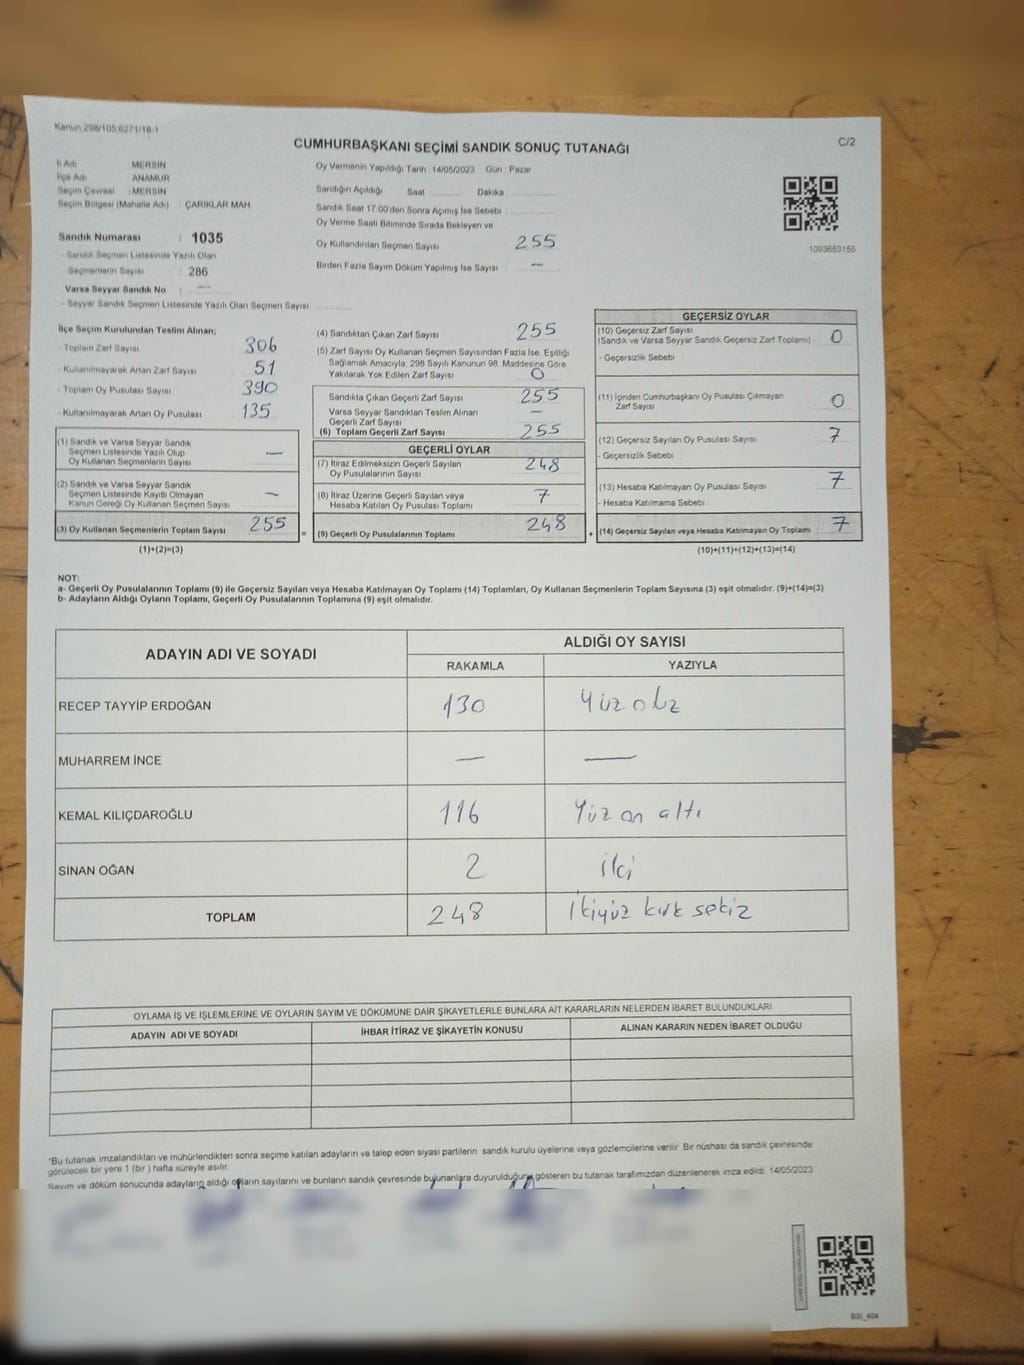 Kanun.298/105,6271/18-1
C/2
CUMHURBAŞKANI SEÇİMİ SANDIK SONUÇ TUTANAĞI
İl Adı MERSIN
İlçe Adı ANAMUR
Seçim Çevresi : MERSIN
Seçim Bölgesi (Mahalle Adı) : ÇARIKLAR MAH
Sandık Numarası : 1035
- Sandık Seçmen Listesinde Yazılı Olan
Seçmenlerin Sayısı : 286
Varsa Seyyar Sandık No : —
- Seyyar Sandık Seçmen Listesinde Yazılı Olan Seçmen Sayısı :
Oy Vermenin Yapıldığı Tarih : 14/05/2023 Gün : Pazar
Sandığın Açıldığı Saat : Dakika :
Sandık Saat 17:00'den Sonra Açımış İse Sebebi :
Oy Verme Saati Bitiminde Sırada Bekleyen ve
Oy Kullandırılan Seçmen Sayısı : 255
Birden Fazla Sayım Döküm Yapılmış İse Sayısı : —
1093653155
İlçe Seçim Kurulundan Teslim Alınan;
- Toplam Zarf Sayısı : 306
- Kullanılmayarak Artan Zarf Sayısı : 51
- Toplam Oy Pusulası Sayısı : 390
- Kullanılmayarak Artan Oy Pusulası : 135
(1) Sandık ve Varsa Seyyar Sandık
Seçmen Listesinde Yazılı Olup
Oy Kullanan Seçmenlerin Sayısı —
(2) Sandık ve Varsa Seyyar Sandık
Seçmen Listesinde Kayıtlı Olmayan
Kanun Gereği Oy Kullanan Seçmen Sayısı —
(3) Oy Kullanan Seçmenlerin Toplam Sayısı 255
(1)+(2)=(3)
(4) Sandıktan Çıkan Zarf Sayısı 255
(5) Zarf Sayısı Oy Kullanan Seçmen Sayısından Fazla İse, Eşitliği
Sağlamak Amacıyla, 298 Sayılı Kanunun 98. Maddesine Göre
Yakılarak Yok Edilen Zarf Sayısı 0
Sandıkta Çıkan Geçerli Zarf Sayısı 255
Varsa Seyyar Sandıktan Teslim Alınan
Geçerli Zarf Sayısı —
(6) Toplam Geçerli Zarf Sayısı 255
GEÇERLİ OYLAR
(7) İtiraz Edilmeksizin Geçerli Sayılan
Oy Pusulalarının Sayısı 248
(8) İtiraz Üzerine Geçerli Sayılan veya
Hesaba Katılan Oy Pusulası Toplamı 7
= (9) Geçerli Oy Pusulalarının Toplamı 248
GEÇERSİZ OYLAR
(10) Geçersiz Zarf Sayısı
(Sandık ve Varsa Seyyar Sandık Geçersiz Zarf Toplamı) 0
- Geçersizlik Sebebi :
(11) İçinden Cumhurbaşkanı Oy Pusulası Çıkmayan
Zarf Sayısı 0
(12) Geçersiz Sayılan Oy Pusulası Sayısı 7
- Geçersizlik Sebebi :
(13) Hesaba Katılmayan Oy Pusulası Sayısı 7
- Hesaba Katılmama Sebebi :
+ (14) Geçersiz Sayılan veya Hesaba Katılmayan Oy Toplamı 7
(10)+(11)+(12)+(13)=(14)
NOT:
a- Geçerli Oy Pusulalarının Toplamı (9) ile Geçersiz Sayılan veya Hesaba Katılmayan Oy Toplamı (14) Toplamları, Oy Kullanan Seçmenlerin Toplam Sayısına (3) eşit olmalıdır. (9)+(14)=(3)
b- Adayların Aldığı Oyların Toplamı, Geçerli Oy Pusulalarının Toplamına (9) eşit olmalıdır.
ADAYIN ADI VE SOYADI ALDIĞI OY SAYISI
RAKAMLA YAZIYLA
RECEP TAYYİP ERDOĞAN 130 Yüz otuz
MUHARREM İNCE — —
KEMAL KILIÇDAROĞLU 116 Yüz on altı
SİNAN OĞAN 2 iki
TOPLAM 248 İkiyüz kırk sekiz
OYLAMA İŞ VE İŞLEMLERİNE VE OYLARIN SAYIM VE DÖKÜMÜNE DAİR ŞİKAYETLERLE BUNLARA AİT KARARLARIN NELERDEN İBARET BULUNDUKLARI
ADAYIN ADI VE SOYADI İHBAR İTİRAZ VE ŞİKAYETİN KONUSU ALINAN KARARIN NEDEN İBARET OLDUĞU
*Bu tutanak imzalandıktan ve mühürlendikten sonra seçime katılan adayların ve talep eden siyasi partilerin sandık kurulu üyelerine veya gözlemcilerine verilir. Bir nüshası da sandık çevresinde
görülecek bir yere 1 (bir ) hafta süreyle asılır.
Sayım ve döküm sonucunda adayların aldığı oyların sayılarını ve bunların sandık çevresinde bulunanlara duyurulduğunu gösteren bu tutanak tarafımızdan düzenlenerek imza edildi. 14/05/2023
BSI_404